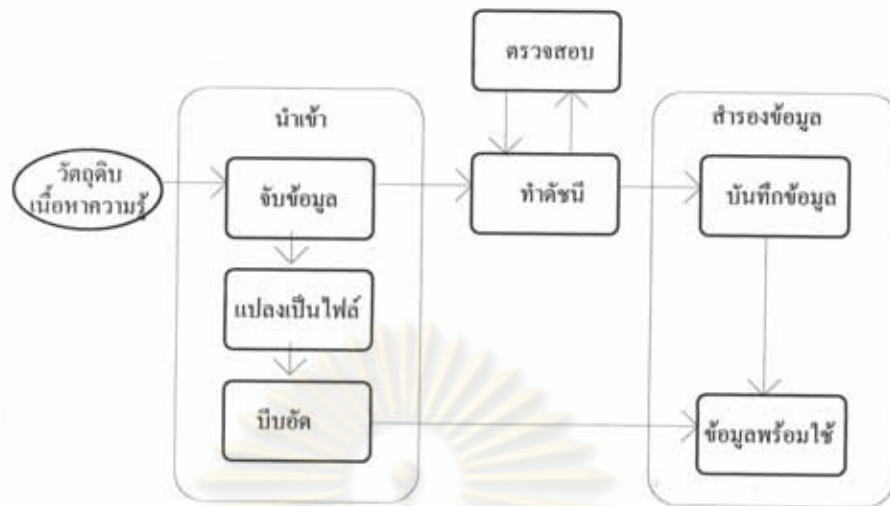 ตรวจสอบ
นำเข้า
สำรองข้อมูล
วัตถุดิบ
เนื้อหาความรู้
จับข้อมูล
ทำดัชนี
บันทึกข้อมูล
แปลงเป็นไฟล์
บีบอัด
ข้อมูลพร้อมใช้